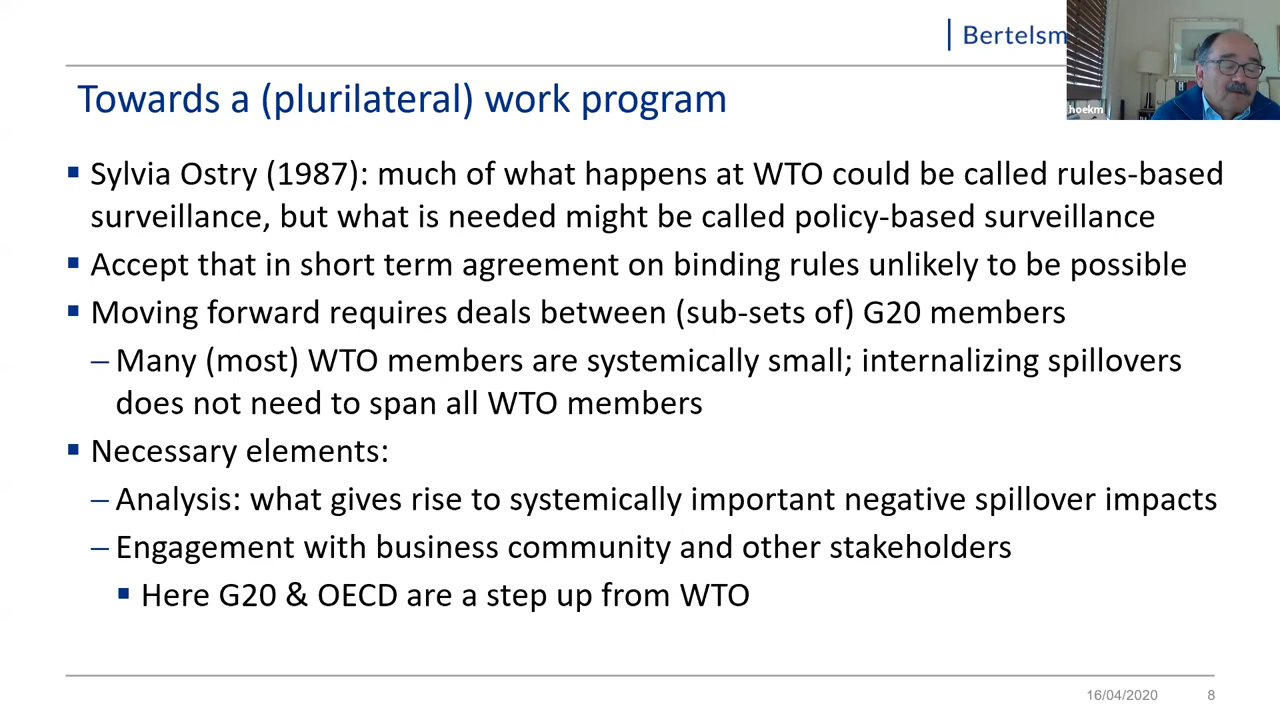 Bertelsm
hoekm
Towards a (plurilateral) work program
▪ Sylvia Ostry (1987): much of what happens at WTO could be called rules-based
surveillance, but what is needed might be called policy-based surveillance
▪ Accept that in short term agreement on binding rules unlikely to be possible
▪ Moving forward requires deals between (sub-sets of) G20 members
– Many (most) WTO members are systemically small; internalizing spillovers
does not need to span all WTO members
▪ Necessary elements:
– Analysis: what gives rise to systemically important negative spillover impacts
– Engagement with business community and other stakeholders
▪ Here G20 & OECD are a step up from WTO
16/04/2020 8